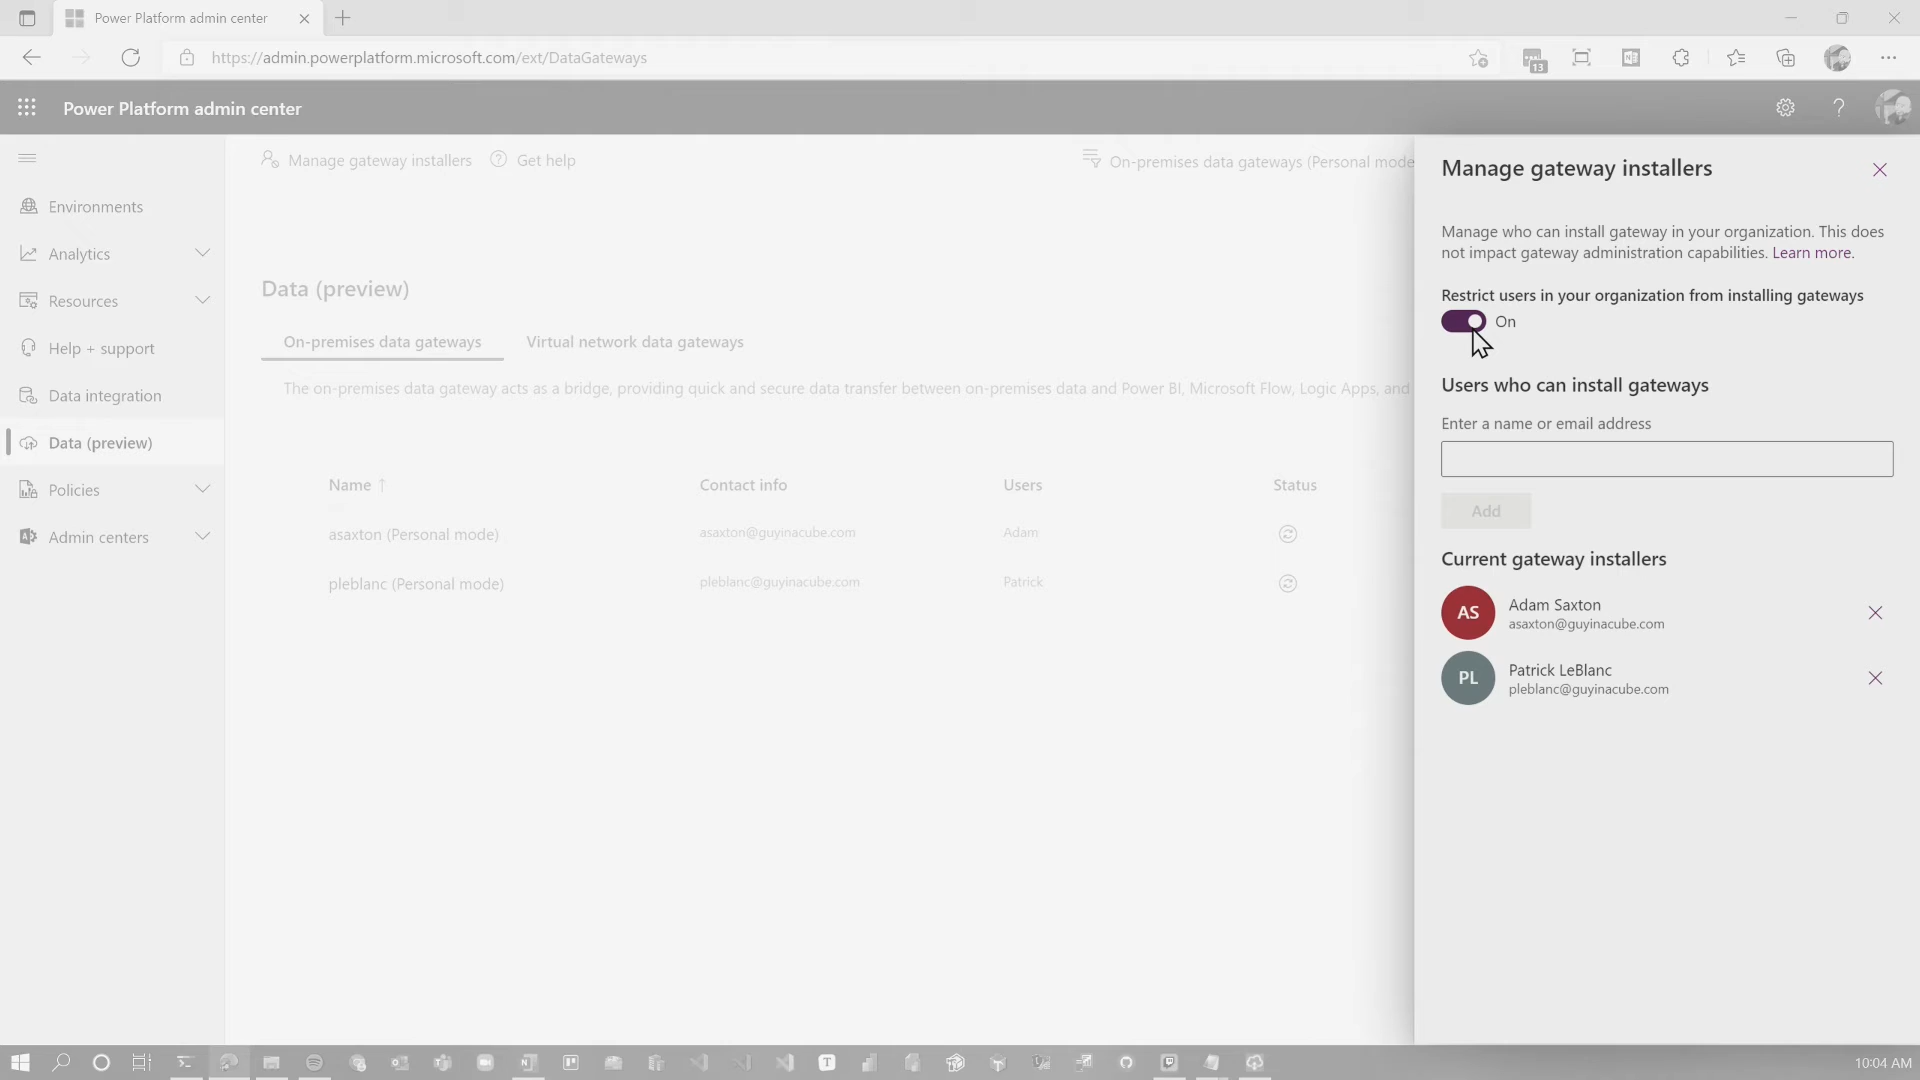 Power Platform admin center
https://admin.powerplatform.microsoft.com/ext/DataGateways
13
Power Platform admin center
Environments
Analytics
Resources
Help + support
Data integration
Data (preview)
Policies
Admin centers
Manage gateway installers
Get help
On-premises data gateways (Personal mode
Data (preview)
On-premises data gateways
Virtual network data gateways
The on-premises data gateway acts as a bridge, providing quick and secure data transfer between on-premises data and Power BI, Microsoft Flow, Logic Apps, and
Name ↑ Contact info Users Status
asaxton (Personal mode) asaxton@guyinacube.com Adam
pleblanc (Personal mode) pleblanc@guyinacube.com Patrick
Manage gateway installers
Manage who can install gateway in your organization. This does
not impact gateway administration capabilities. Learn more.
Restrict users in your organization from installing gateways
On
Users who can install gateways
Enter a name or email address
Add
Current gateway installers
AS
Adam Saxton
asaxton@guyinacube.com
PL
Patrick LeBlanc
pleblanc@guyinacube.com
10:04 AM